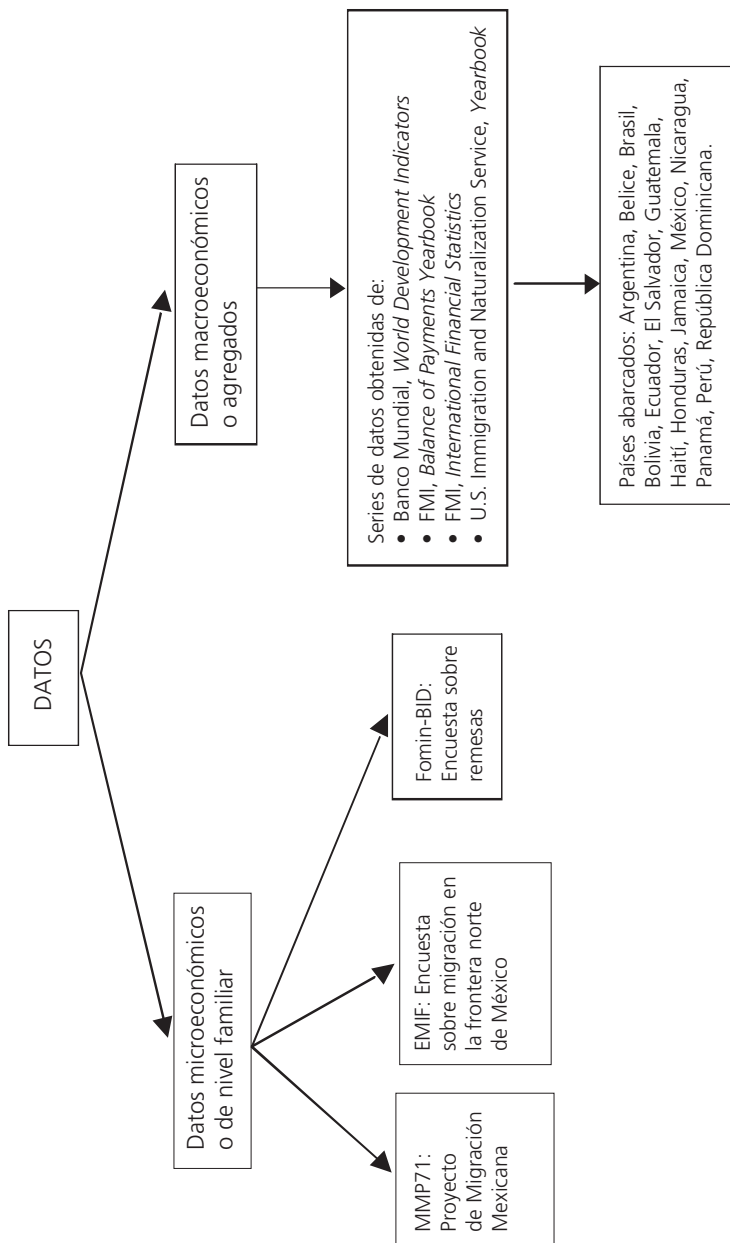 DATOS
Datos microeconómicos
o de nivel familiar
Datos macroeconómicos
o agregados
MMP71:
Proyecto
de Migración
Mexicana
EMIF: Encuesta
sobre migración en
la frontera norte
de México
Fomin-BID:
Encuesta sobre
remesas
Series de datos obtenidas de:
• Banco Mundial, World Development Indicators
• FMI, Balance of Payments Yearbook
• FMI, International Financial Statistics
• U.S. Immigration and Naturalization Service, Yearbook
Países abarcados: Argentina, Belice, Brasil,
Bolivia, Ecuador, El Salvador, Guatemala,
Haití, Honduras, Jamaica, México, Nicaragua,
Panamá, Perú, República Dominicana.